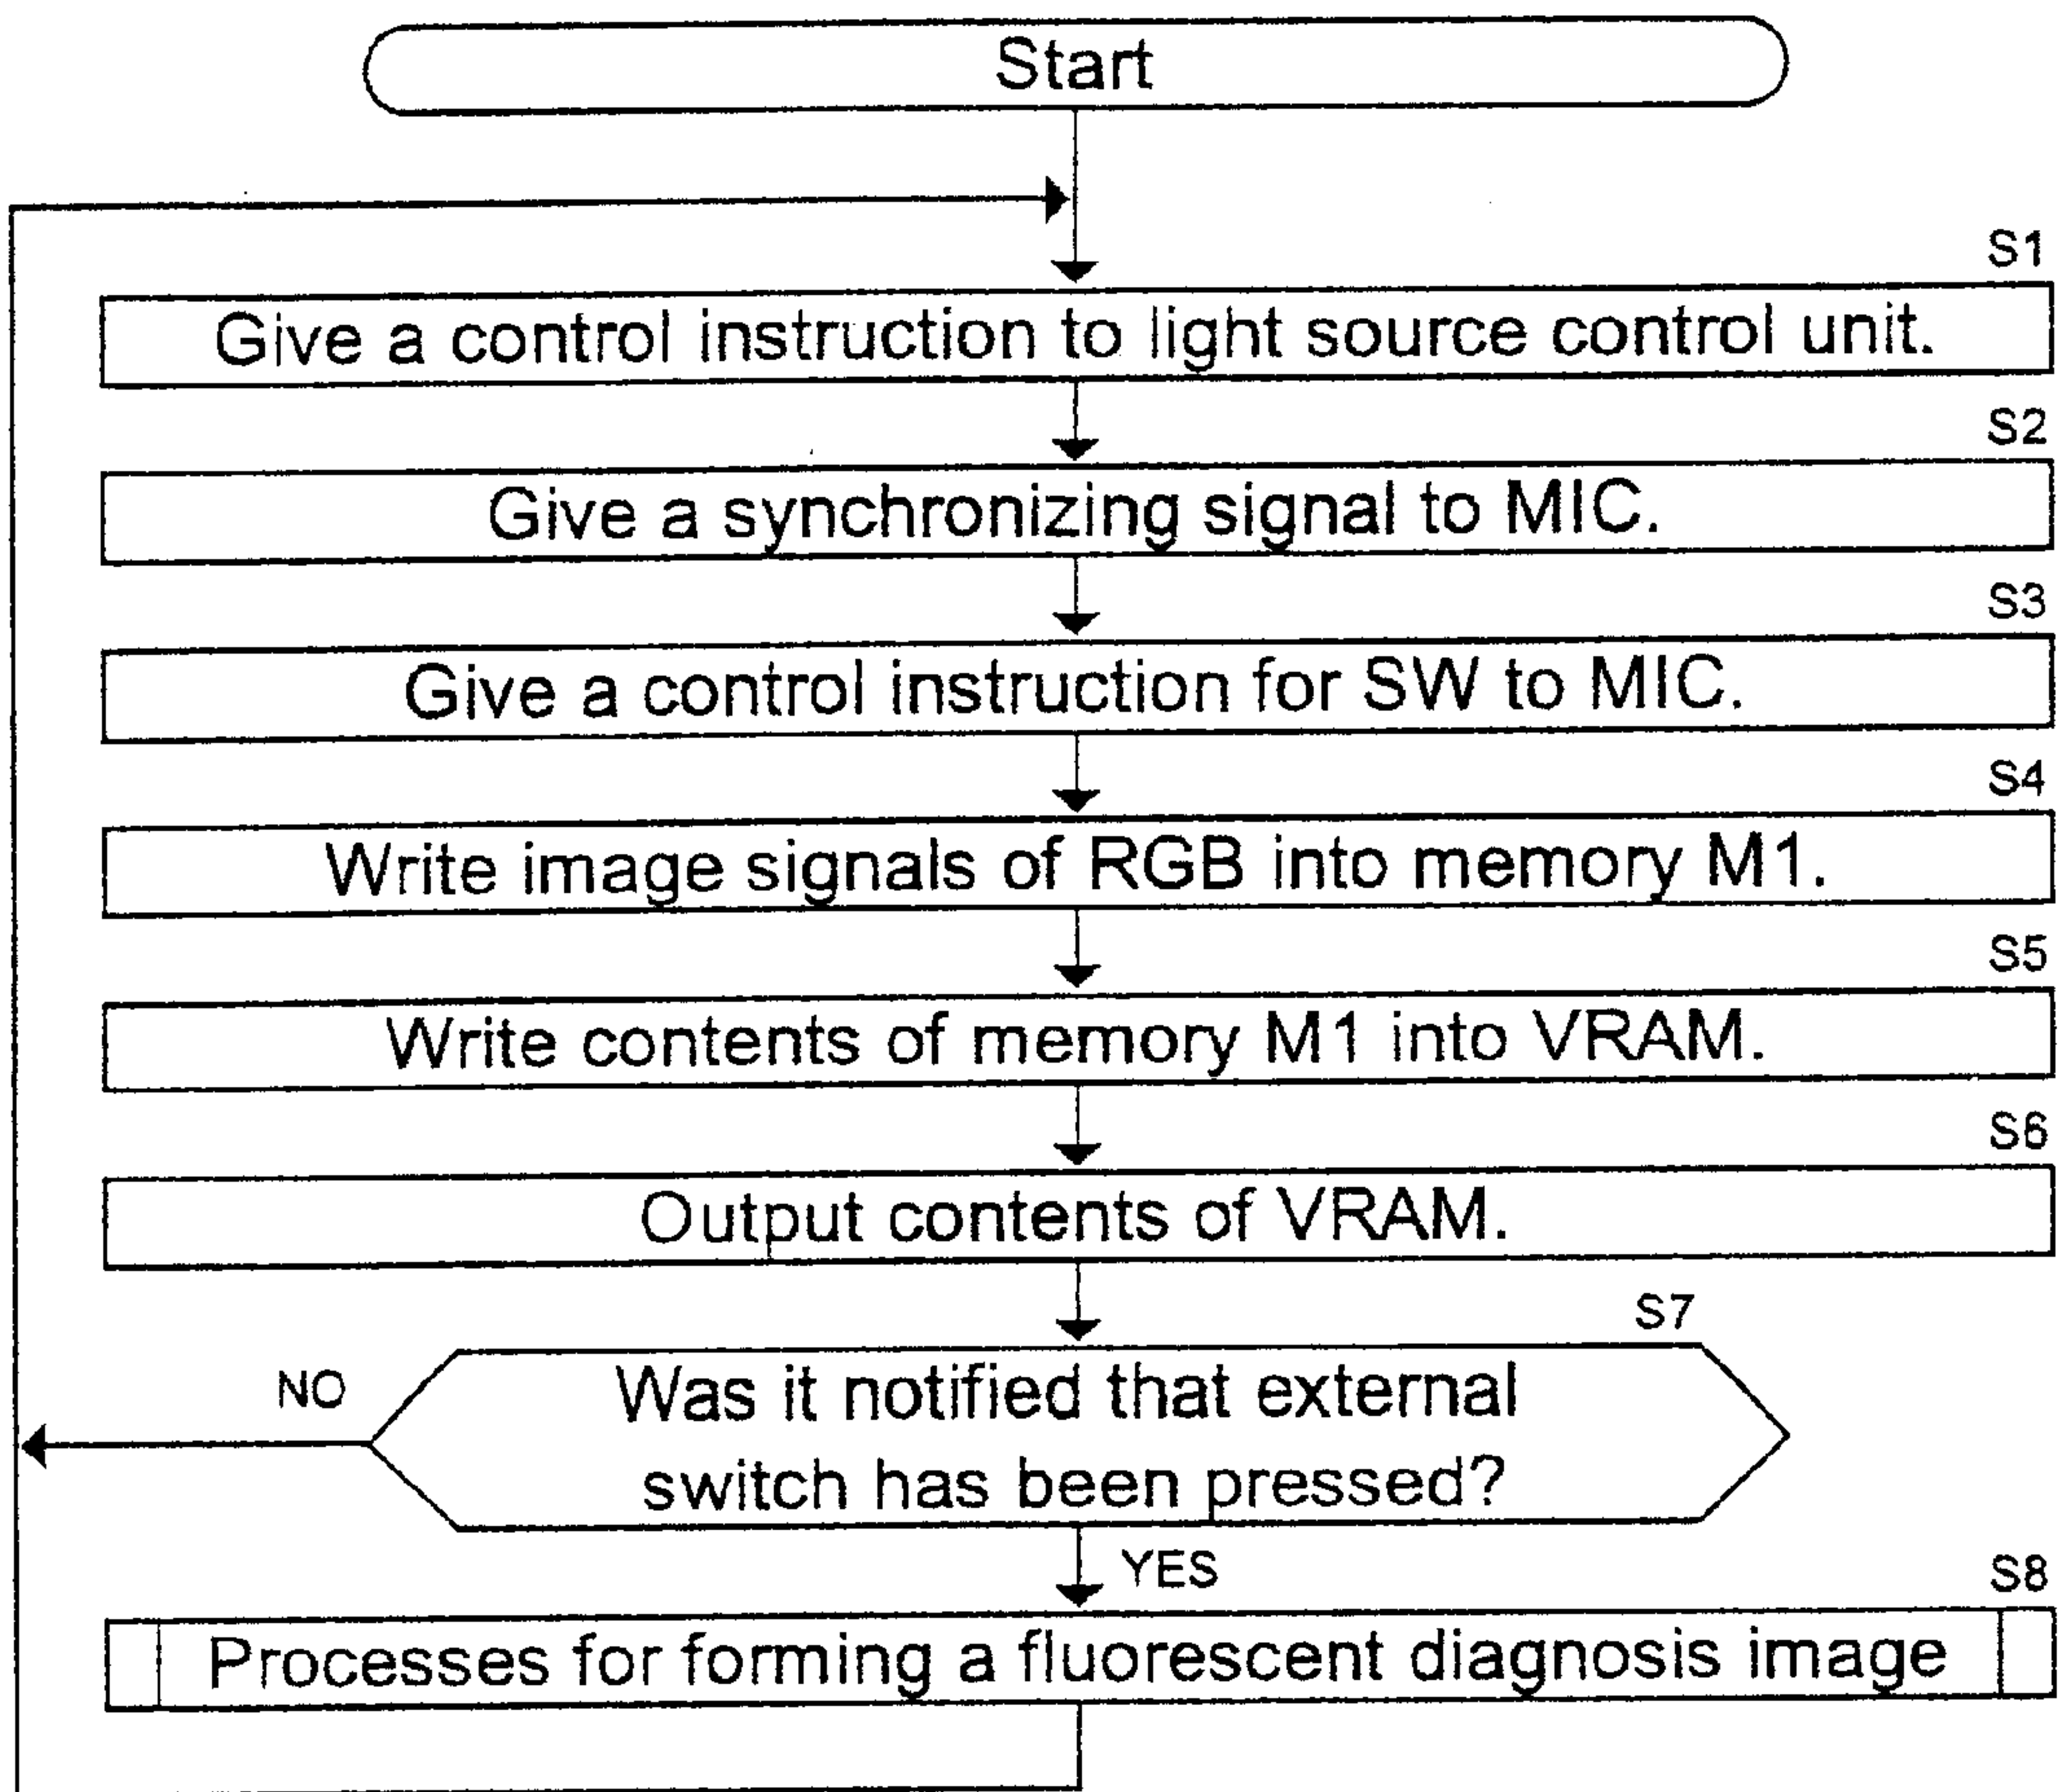 Start
S1
Give a control instruction to light source control unit.
S2
Give a synchronizing signal to MIC.
S3
Give a control instruction for SW to MIC.
S4
Write image signals of RGB into memory M1.
S5
Write contents of memory M1 into VRAM.
S6
Output contents of VRAM.
S7
NO
Was it notified that external
switch has been pressed?
YES
S8
Processes for forming a fluorescent diagnosis image